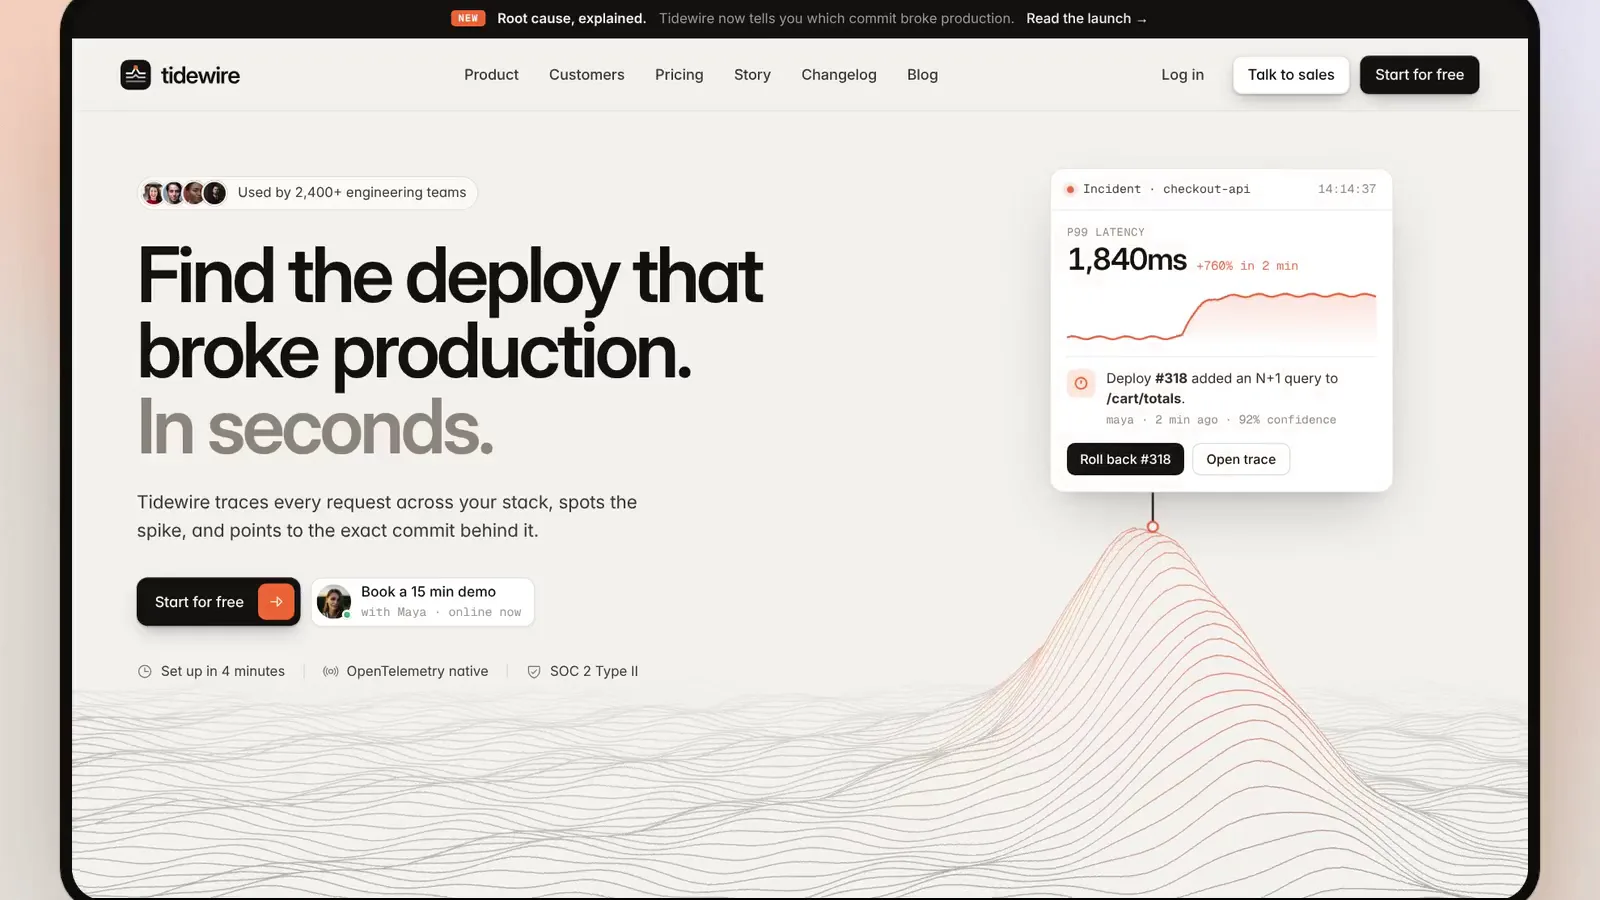 NEW Root cause, explained. Tidewire now tells you which commit broke production. Read the launch →
tidewire
Product Customers Pricing Story Changelog Blog
Log in Talk to sales Start for free
Used by 2,400+ engineering teams
Find the deploy that
broke production.
In seconds.
Tidewire traces every request across your stack, spots the
spike, and points to the exact commit behind it.
Start for free
Book a 15 min demo
with Maya · online now
Set up in 4 minutes
OpenTelemetry native
SOC 2 Type II
Incident · checkout-api 14:14:37
P99 LATENCY
1,840ms +760% in 2 min
Deploy #318 added an N+1 query to
/cart/totals.
maya · 2 min ago · 92% confidence
Roll back #318 Open trace